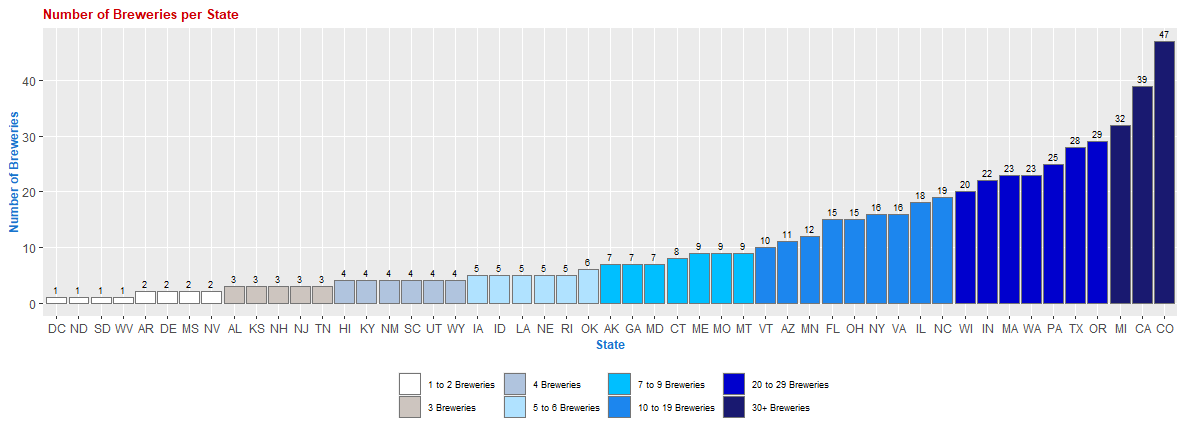 Number of Breweries per State
Number of Breweries
40
30
20
10
0
1 1 1 1 2 2 2 2 3 3 3 3 3 4 4 4 4 4 4 5 5 5 5 5 6 7 7 7 8 9 9 9 10 11 12 15 15 16 16 18 19 20 22 23 23 25 28 29 32 39 47
DC ND SD WV AR DE MS NV AL KS NH NJ TN HI KY NM SC UT WY IA ID LA NE RI OK AK GA MD CT ME MO MT VT AZ MN FL OH NY VA IL NC WI IN MA WA PA TX OR MI CA CO
State
1 to 2 Breweries 4 Breweries 7 to 9 Breweries 20 to 29 Breweries
3 Breweries 5 to 6 Breweries 10 to 19 Breweries 30+ Breweries